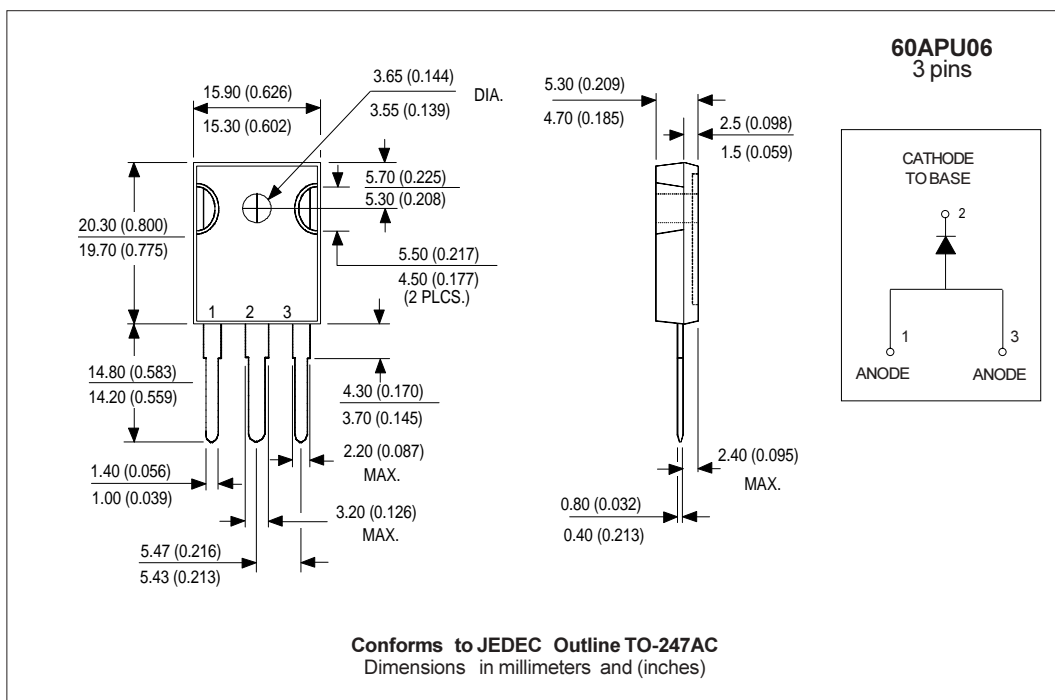 60APU06
3 pins
3.65 (0.144)
3.55 (0.139)
DIA.
15.90 (0.626)
15.30 (0.602)
5.30 (0.209)
4.70 (0.185)
2.5 (0.098)
1.5 (0.059)
5.70 (0.225)
5.30 (0.208)
20.30 (0.800)
19.70 (0.775)
5.50 (0.217)
4.50 (0.177)
(2 PLCS.)
1 2 3
14.80 (0.583)
14.20 (0.559)
4.30 (0.170)
3.70 (0.145)
2.20 (0.087)
MAX.
1.40 (0.056)
1.00 (0.039)
3.20 (0.126)
MAX.
5.47 (0.216)
5.43 (0.213)
2.40 (0.095)
MAX.
0.80 (0.032)
0.40 (0.213)
CATHODE
TO BASE
2
1
3
ANODE
ANODE
Conforms to JEDEC Outline TO-247AC
Dimensions in millimeters and (inches)